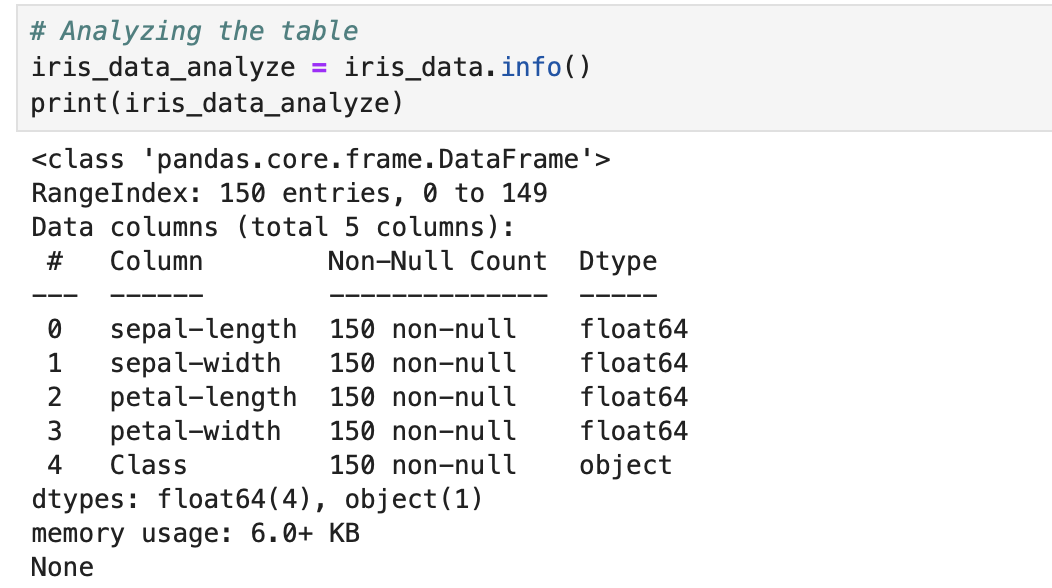 # Analyzing the table
iris_data_analyze = iris_data.info()
print(iris_data_analyze)
<class 'pandas.core.frame.DataFrame'>
RangeIndex: 150 entries, 0 to 149
Data columns (total 5 columns):
 #   Column        Non-Null Count  Dtype
---  ------        --------------  -----
 0   sepal-length  150 non-null    float64
 1   sepal-width   150 non-null    float64
 2   petal-length  150 non-null    float64
 3   petal-width   150 non-null    float64
 4   Class         150 non-null    object
dtypes: float64(4), object(1)
memory usage: 6.0+ KB
None